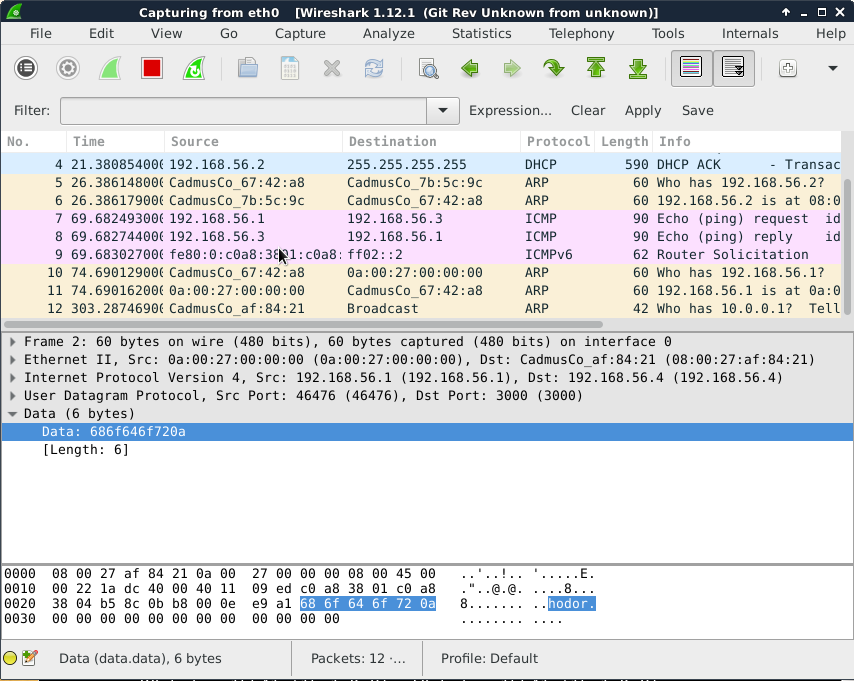 Capturing from eth0 [Wireshark 1.12.1 (Git Rev Unknown from unknown)]
File Edit View Go Capture Analyze Statistics Telephony Tools Internals Help
Filter: Expression... Clear Apply Save
No. Time Source Destination Protocol Length Info
4 21.380854000 192.168.56.2 255.255.255.255 DHCP 590 DHCP ACK - Transac
5 26.386148000 CadmusCo_67:42:a8 CadmusCo_7b:5c:9c ARP 60 Who has 192.168.56.2?
6 26.386179000 CadmusCo_7b:5c:9c CadmusCo_67:42:a8 ARP 60 192.168.56.2 is at 08:0
7 69.682493000 192.168.56.1 192.168.56.3 ICMP 90 Echo (ping) request id
8 69.682744000 192.168.56.3 192.168.56.1 ICMP 90 Echo (ping) reply id
9 69.683027000 ff02::2 ICMPv6 62 Router Solicitation
10 74.690129000 CadmusCo_67:42:a8 0a:00:27:00:00:00 ARP 60 Who has 192.168.56.1?
11 74.690162000 0a:00:27:00:00:00 CadmusCo_67:42:a8 ARP 60 192.168.56.1 is at 0a:0
12 303.28746900 CadmusCo_af:84:21 Broadcast ARP 42 Who has 10.0.0.1? Tell
Frame 2: 60 bytes on wire (480 bits), 60 bytes captured (480 bits) on interface 0
Ethernet II, Src: 0a:00:27:00:00:00 (0a:00:27:00:00:00), Dst: CadmusCo_af:84:21 (08:00:27:af:84:21)
Internet Protocol Version 4, Src: 192.168.56.1 (192.168.56.1), Dst: 192.168.56.4 (192.168.56.4)
User Datagram Protocol, Src Port: 46476 (46476), Dst Port: 3000 (3000)
Data (6 bytes)
Data: 686f646f720a
[Length: 6]
0000 08 00 27 af 84 21 0a 00 27 00 00 00 08 00 45 00 ..'..!.. '.....E.
0010 00 22 1a dc 40 00 40 11 09 ed c0 a8 38 01 c0 a8 ."..@.@. ....8...
0020 38 04 b5 8c 0b b8 00 0e e9 a1 68 6f 64 6f 72 0a 8....... ..hodor.
0030 00 00 00 00 00 00 00 00 00 00 00 00 ........ ....
Data (data.data), 6 bytes Packets: 12 ·... Profile: Default